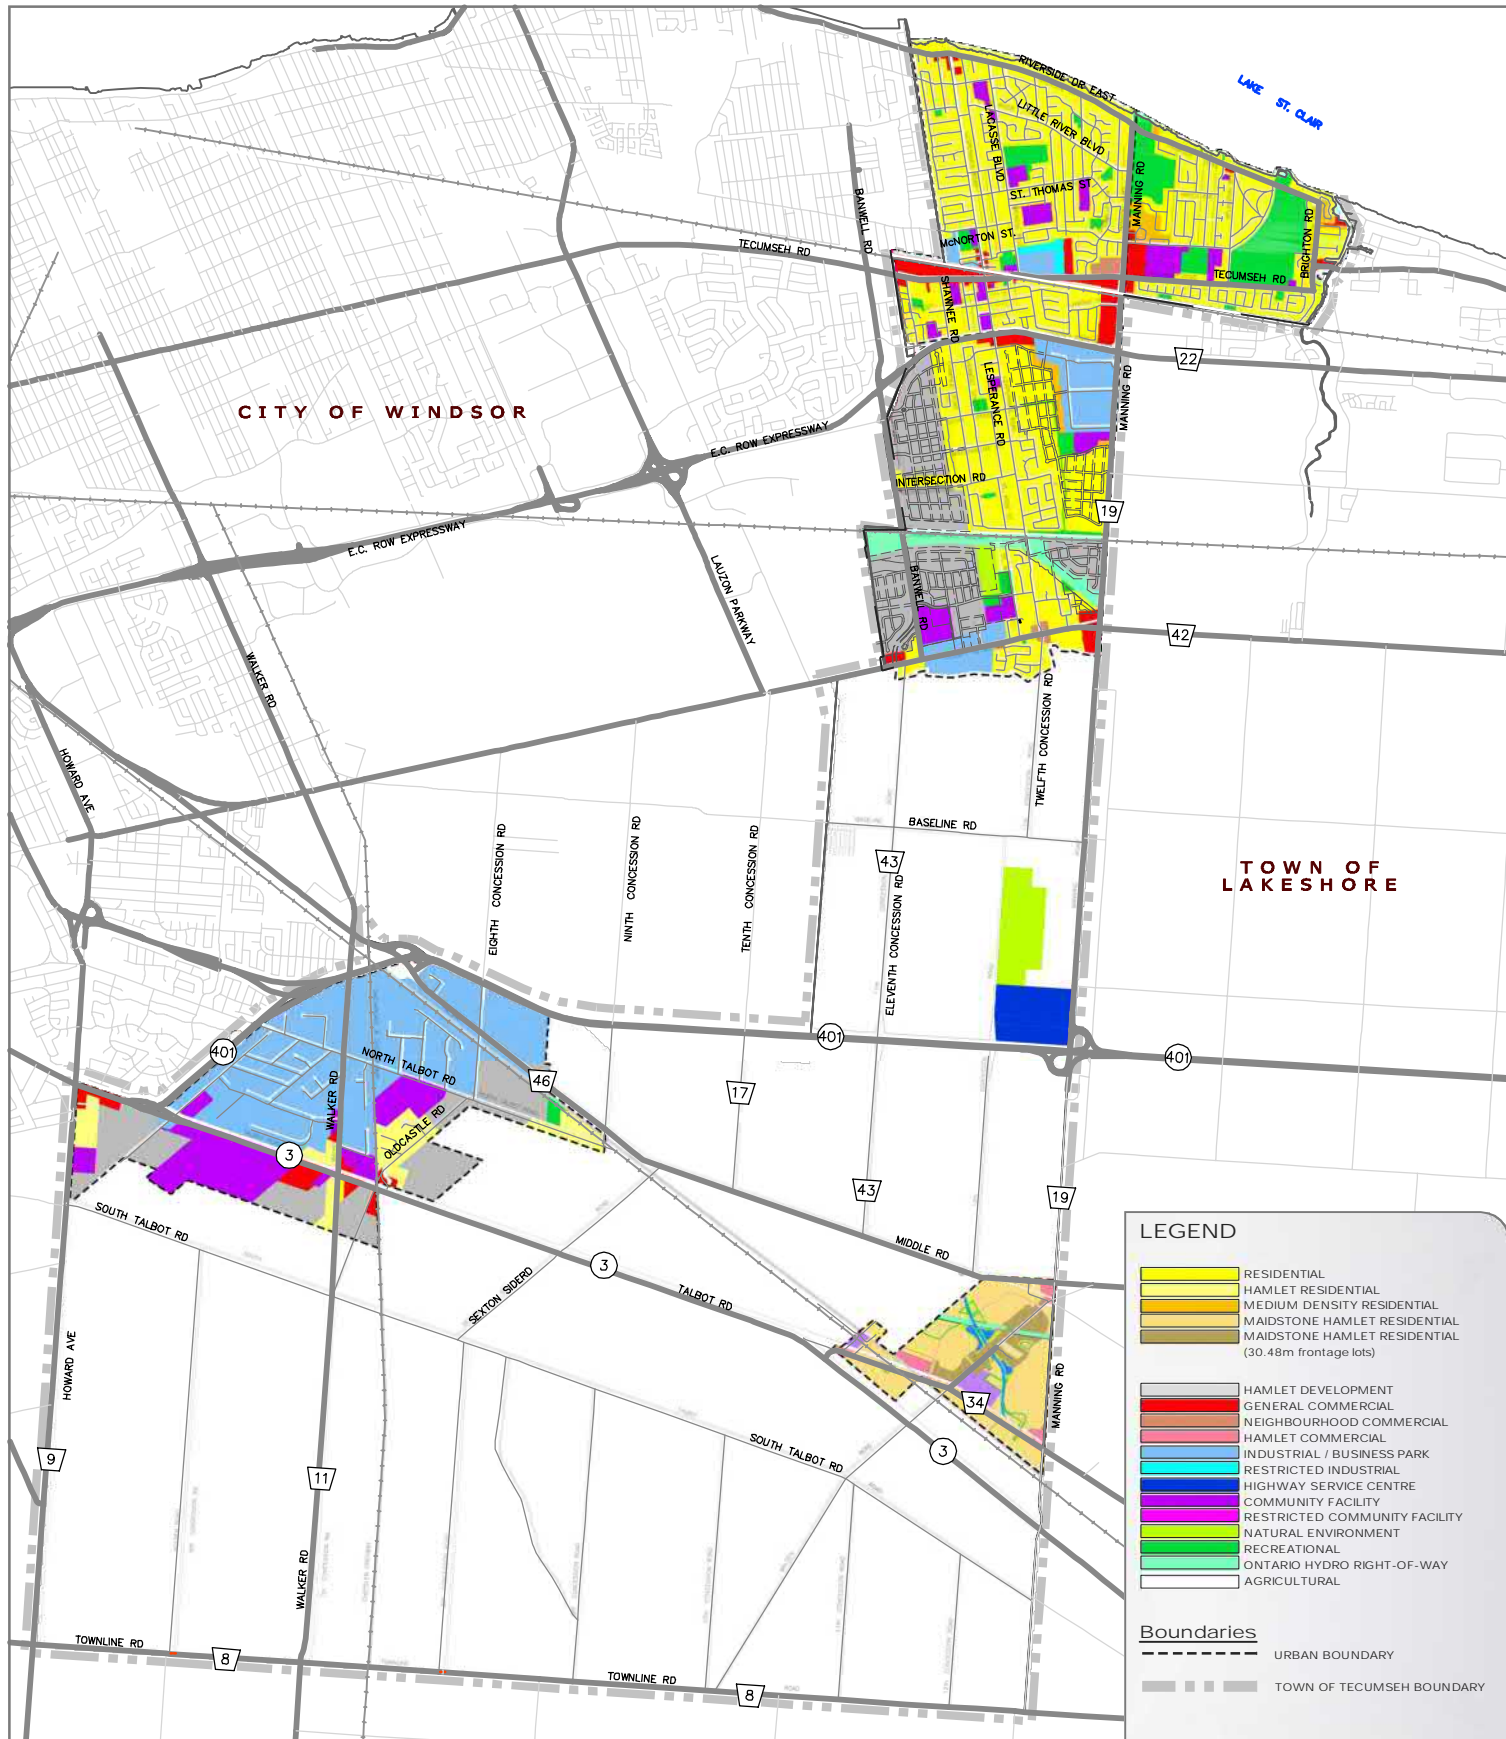 RIVERSIDE DR EAST
LAKE ST. CLAIR
LITTLE RIVER BLVD
LACASSE BLVD
ST. THOMAS ST.
MANNING RD
BANWELL RD
McNORTON ST.
BRIGHTON RD
TECUMSEH RD
TECUMSEH RD
SHAWNEE RD
22
CITY OF WINDSOR
LESPERANCE RD
MANNING RD
E.C. ROW EXPRESSWAY
INTERSECTION RD
19
E.C. ROW EXPRESSWAY
LAUZON PARKWAY
BANWELL RD
42
WALKER RD
TWELFTH CONCESSION RD
HOWARD AVE
BASELINE RD
EIGHTH CONCESSION RD
NINTH CONCESSION RD
TENTH CONCESSION RD
43
ELEVENTH CONCESSION RD
TOWN OF
LAKESHORE
401
401
401
NORTH TALBOT RD
46
17
WALKER RD
OLDCASTLE RD
3
43
19
SOUTH TALBOT RD
MIDDLE RD
3
SEXTON SIDERD
TALBOT RD
HOWARD AVE
MANNING RD
34
SOUTH TALBOT RD
3
9
11
WALKER RD
TOWNLINE RD
8
TOWNLINE RD
8
LEGEND
RESIDENTIAL
HAMLET RESIDENTIAL
MEDIUM DENSITY RESIDENTIAL
MAIDSTONE HAMLET RESIDENTIAL
MAIDSTONE HAMLET RESIDENTIAL
(30.48m frontage lots)
HAMLET DEVELOPMENT
GENERAL COMMERCIAL
NEIGHBOURHOOD COMMERCIAL
HAMLET COMMERCIAL
INDUSTRIAL / BUSINESS PARK
RESTRICTED INDUSTRIAL
HIGHWAY SERVICE CENTRE
COMMUNITY FACILITY
RESTRICTED COMMUNITY FACILITY
NATURAL ENVIRONMENT
RECREATIONAL
ONTARIO HYDRO RIGHT-OF-WAY
AGRICULTURAL
Boundaries
URBAN BOUNDARY
TOWN OF TECUMSEH BOUNDARY